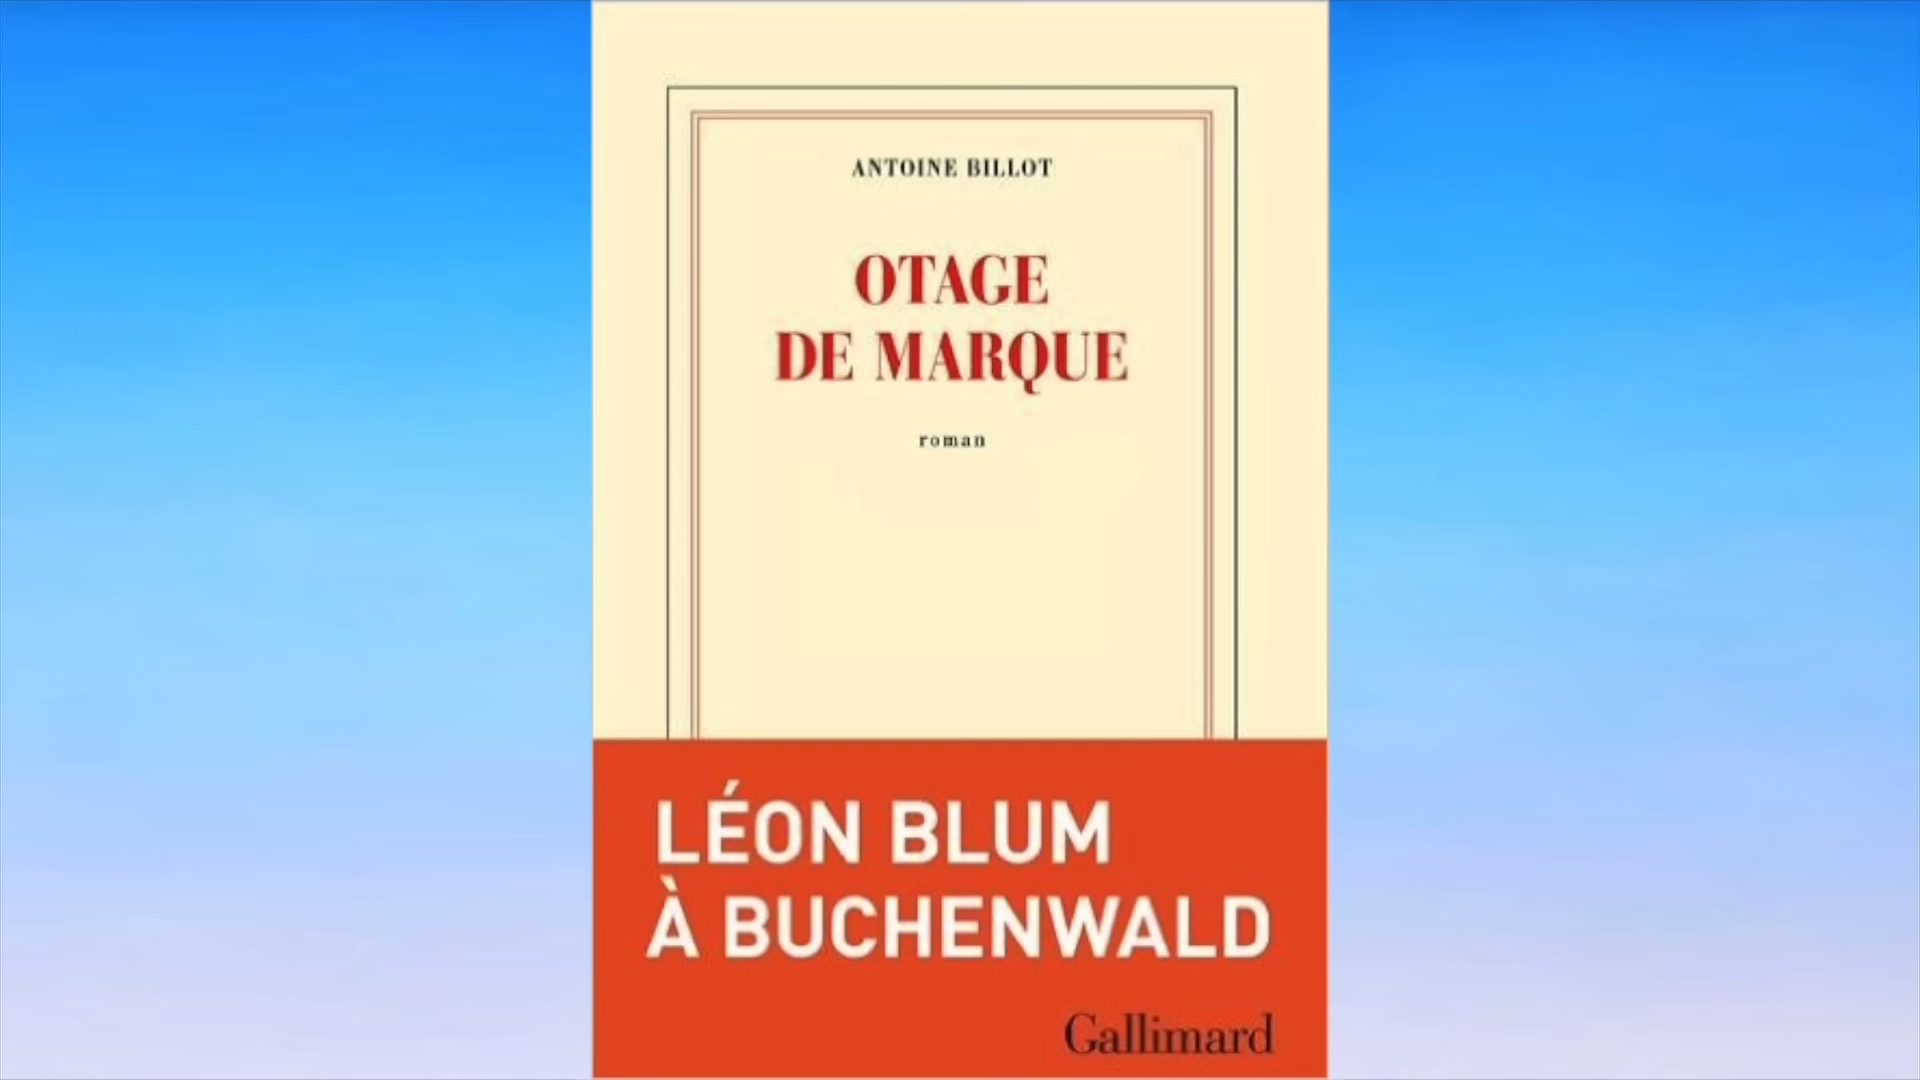 ANTOINE BILLOT
OTAGE
DE MARQUE
roman
LÉON BLUM
À BUCHENWALD
Gallimard